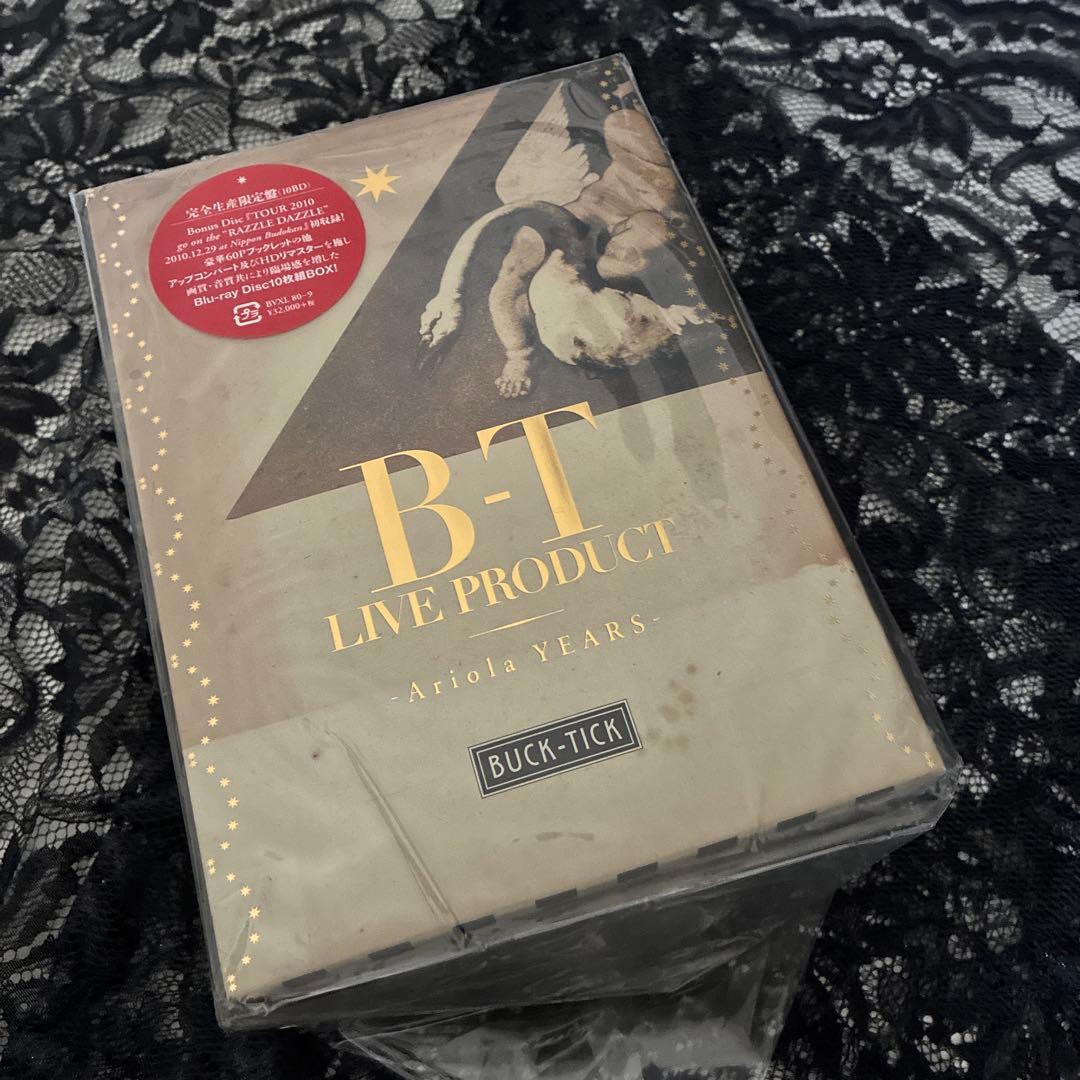 完全生産限定盤(10BD)
Bonus Disc『TOUR 2010
go on the "RAZZLE DAZZLE"
2010.12.29 at Nippon Budokan』初収録!
豪華60Pブックレットの他
アップコンバート及びHDリマスターを施し
画質・音質共により臨場感を増した
Blu-ray Disc10枚組BOX!
プラ
BVXL 80~9
¥32,000+税
B-T
LIVE PRODUCT
-Ariola YEARS-
BUCK-TICK